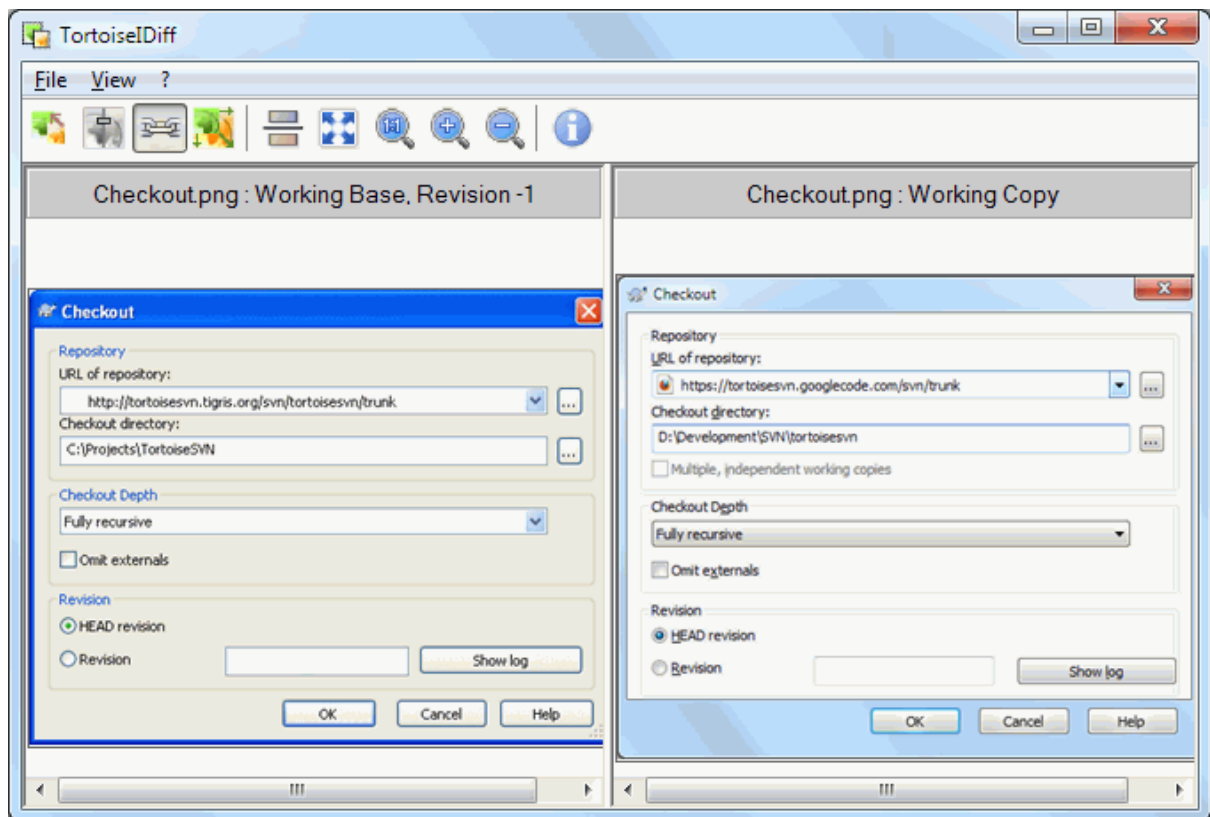 TortoiseIDiff
File View ?
1:1
Checkout.png : Working Base, Revision -1
Checkout
Repository
URL of repository:
http://tortoisesvn.tigris.org/svn/tortoisesvn/trunk
...
Checkout directory:
C:\Projects\TortoiseSVN
...
Checkout Depth
Fully recursive
Omit externals
Revision
HEAD revision
Revision
Show log
OK Cancel Help
Checkout.png : Working Copy
Checkout
Repository
URL of repository:
https://tortoisesvn.googlecode.com/svn/trunk
...
Checkout directory:
D:\Development\SVN\tortoisesvn
...
Multiple, independent working copies
Checkout Depth
Fully recursive
Omit externals
Revision
HEAD revision
Revision
Show log
OK Cancel Help